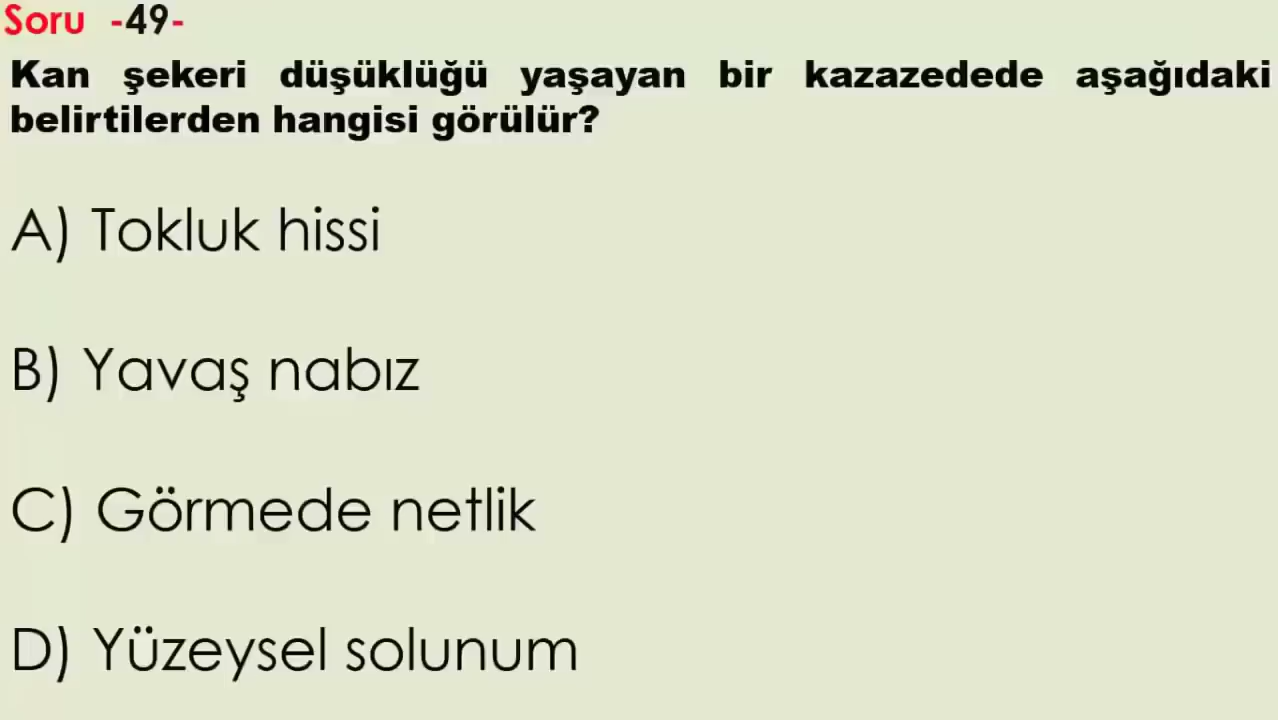 Soru -49-
Kan şekeri düşüklüğü yaşayan bir kazazedede aşağıdaki
belirtilerden hangisi görülür?
A) Tokluk hissi
B) Yavaş nabız
C) Görmede netlik
D) Yüzeysel solunum